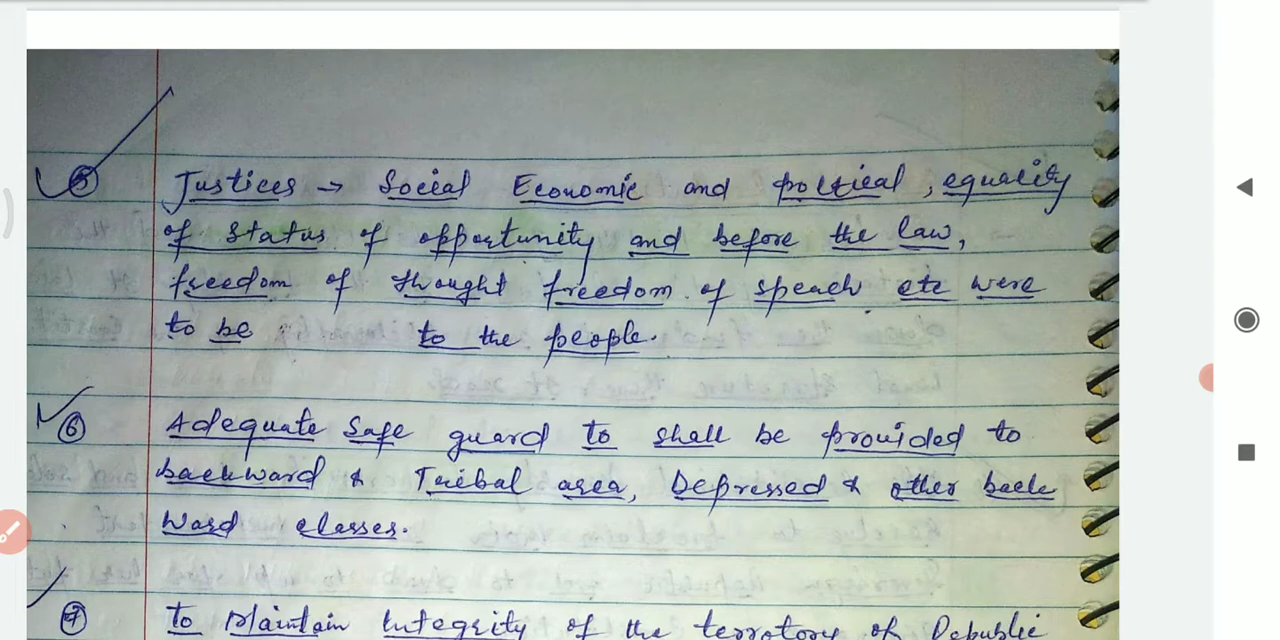 5 Justices → Social Economic and political, equality
of status of opportunity and before the law,
freedom of thought freedom of speach etc were
to be to the people.
6 Adequate safe guard to shall be provided to
backward & Tribal area, Depressed & other back
ward classes.
7 to Maintain Integrity of the terrotory of Republic